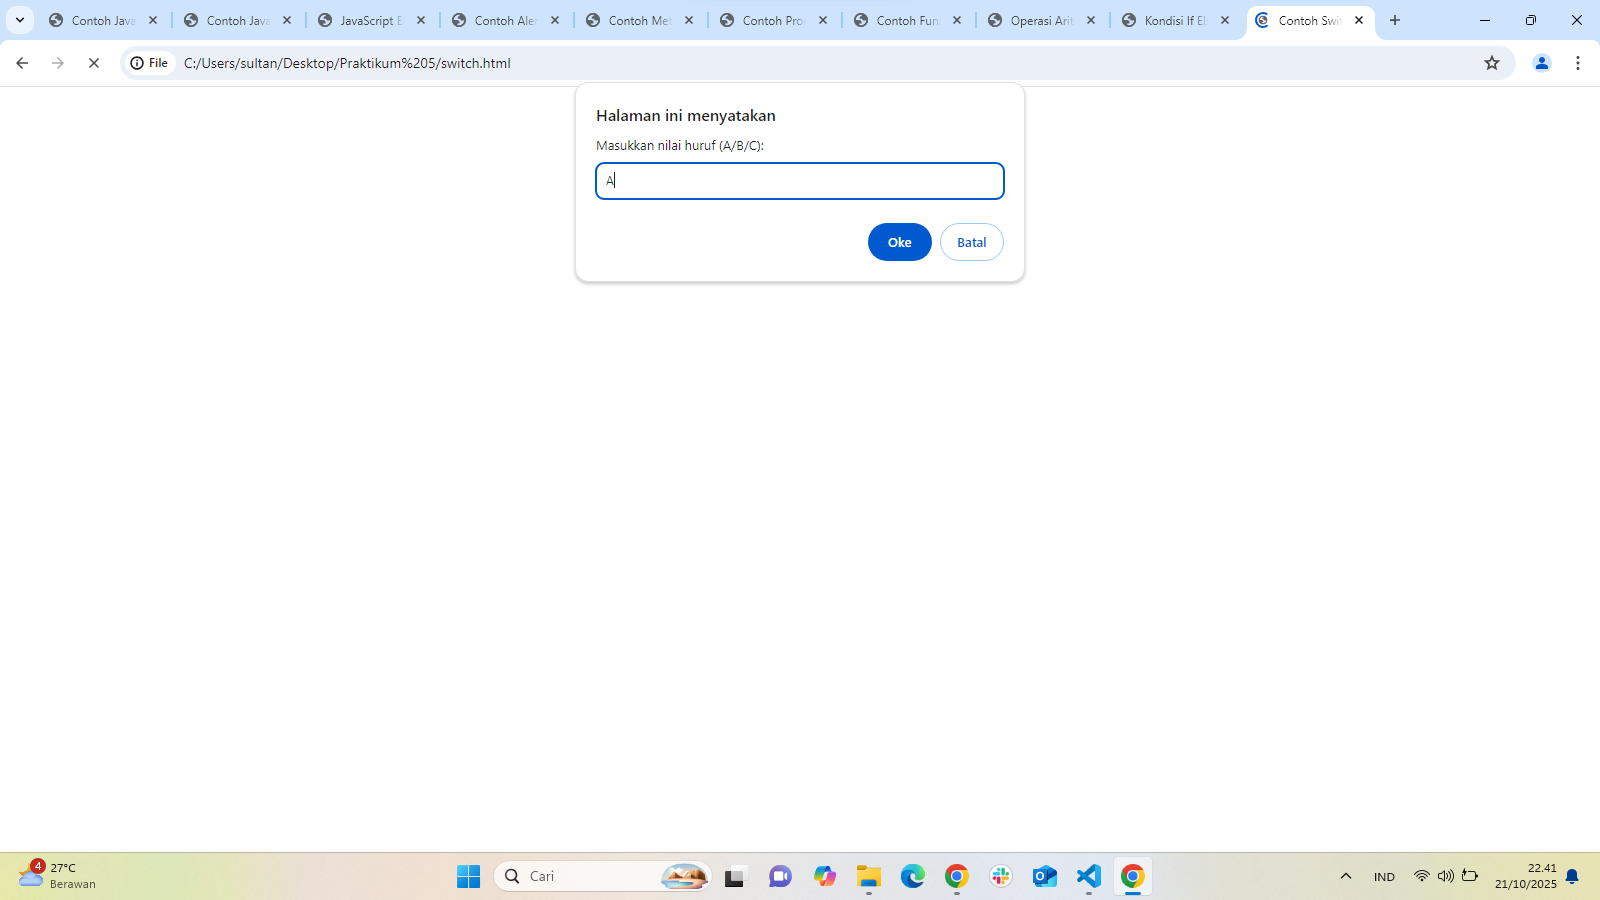 Contoh Java
Contoh Java
JavaScript E
Contoh Aler
Contoh Met
Contoh Pror
Contoh Fun
Operasi Arit
Kondisi If El
Contoh Swi
File
C:/Users/sultan/Desktop/Praktikum%205/switch.html
Halaman ini menyatakan
Masukkan nilai huruf (A/B/C):
A
Oke
Batal
4
27°C
Berawan
Cari
IND
22.41
21/10/2025